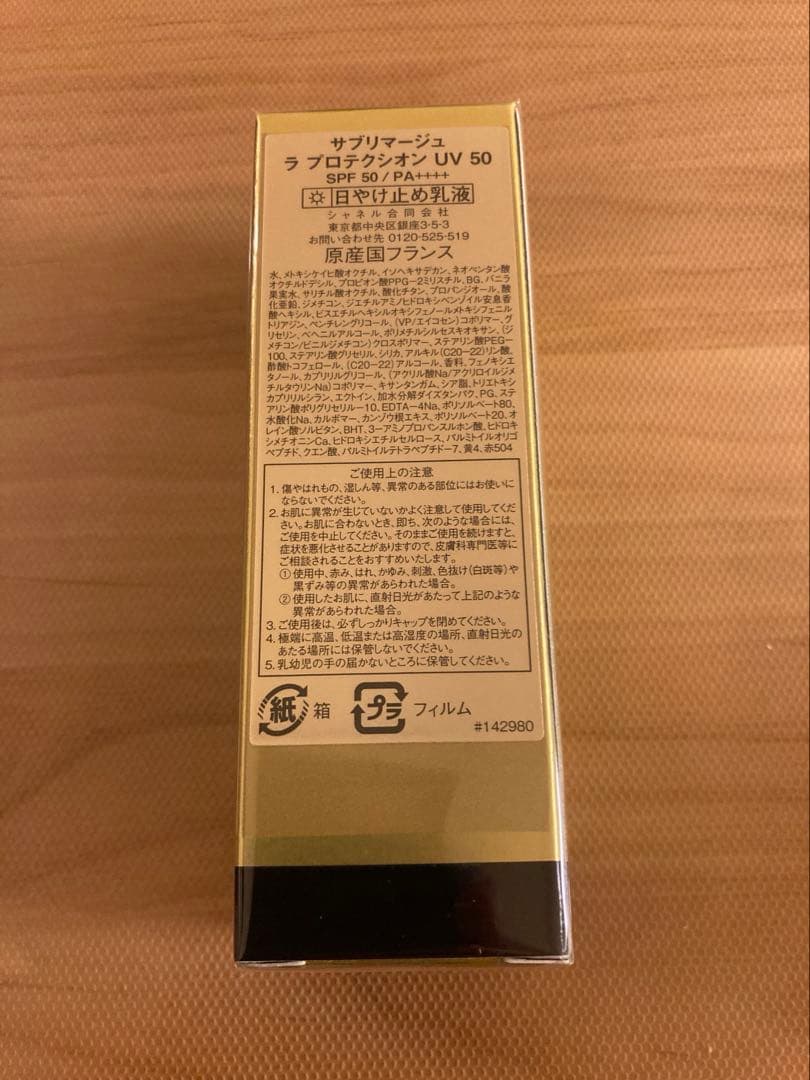 サブリマージュ
ラ プロテクシオン UV 50
SPF 50 / PA++++
日やけ止め乳液
シャネル合同会社
東京都中央区銀座3-5-3
お問い合わせ先 0120-525-519
原産国フランス
水、メトキシケイヒ酸オクチル、イソヘキサデカン、ネオペンタン酸
オクチルドデシル、プロピオン酸PPG-2ミリスチル、BG、バニラ
果実水、サリチル酸オクチル、酸化チタン、プロパンジオール、酸
化亜鉛、ジメチコン、ジエチルアミノヒドロキシベンゾイル安息香
酸ヘキシル、ビスエチルヘキシルオキシフェノールメトキシフェニル
トリアジン、ペンチレングリコール、(VP/エイコセン)コポリマー、グ
リセリン、ベヘニルアルコール、ポリメチルシルセスキオキサン、(ジ
メチコン/ビニルジメチコン)クロスポリマー、ステアリン酸PEG-
100、ステアリン酸グリセリル、シリカ、アルキル(C20-22)リン酸、
酢酸トコフェロール、(C20-22)アルコール、香料、フェノキシエ
タノール、カプリリルグリコール、(アクリル酸Na/アクリロイルジメ
チルタウリンNa)コポリマー、キサンタンガム、シア脂、トリエトキシ
カプリリルシラン、エクトイン、加水分解ダイズタンパク、PG、ステ
アリン酸ポリグリセリル-10、EDTA-4Na、ポリソルベート80、
水酸化Na、カルボマー、カンゾウ根エキス、ポリソルベート20、オ
レイン酸ソルビタン、BHT、3-アミノプロパンスルホン酸、ヒドロキ
シメチオニンCa、ヒドロキシエチルセルロース、パルミトイルオリゴ
ペプチド、クエン酸、パルミトイルテトラペプチド-7、黄4、赤504
ご使用上の注意
1. 傷やはれもの、湿しん等、異常のある部位にはお使いに
ならないでください。
2. お肌に異常が生じていないかよく注意して使用してくだ
さい。お肌に合わないとき、即ち、次のような場合には、
ご使用を中止してください。そのままご使用を続けますと、
症状を悪化させることがありますので、皮膚科専門医等に
ご相談されることをおすすめいたします。
① 使用中、赤み、はれ、かゆみ、刺激、色抜け(白斑等)や
黒ずみ等の異常があらわれた場合。
② 使用したお肌に、直射日光があたって上記のような
異常があらわれた場合。
3. ご使用後は、必ずしっかりキャップを閉めてください。
4. 極端に高温、低温または高湿度の場所、直射日光の
あたる場所には保管しないでください。
5. 乳幼児の手の届かないところに保管してください。
紙 箱 プラ フィルム
#142980